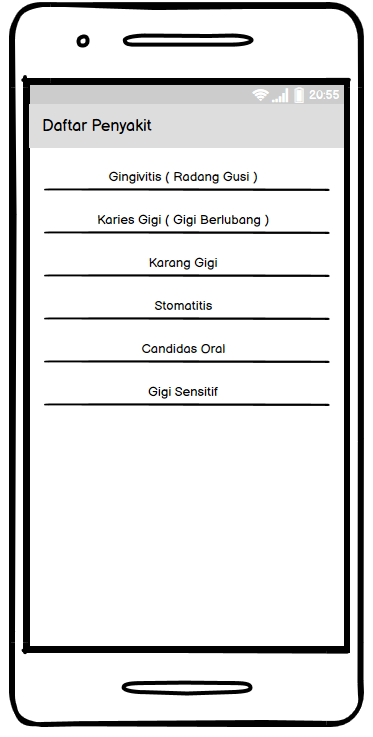 20:55
Daftar Penyakit
Gingivitis ( Radang Gusi )
Karies Gigi ( Gigi Berlubang )
Karang Gigi
Stomatitis
Candidas Oral
Gigi Sensitif